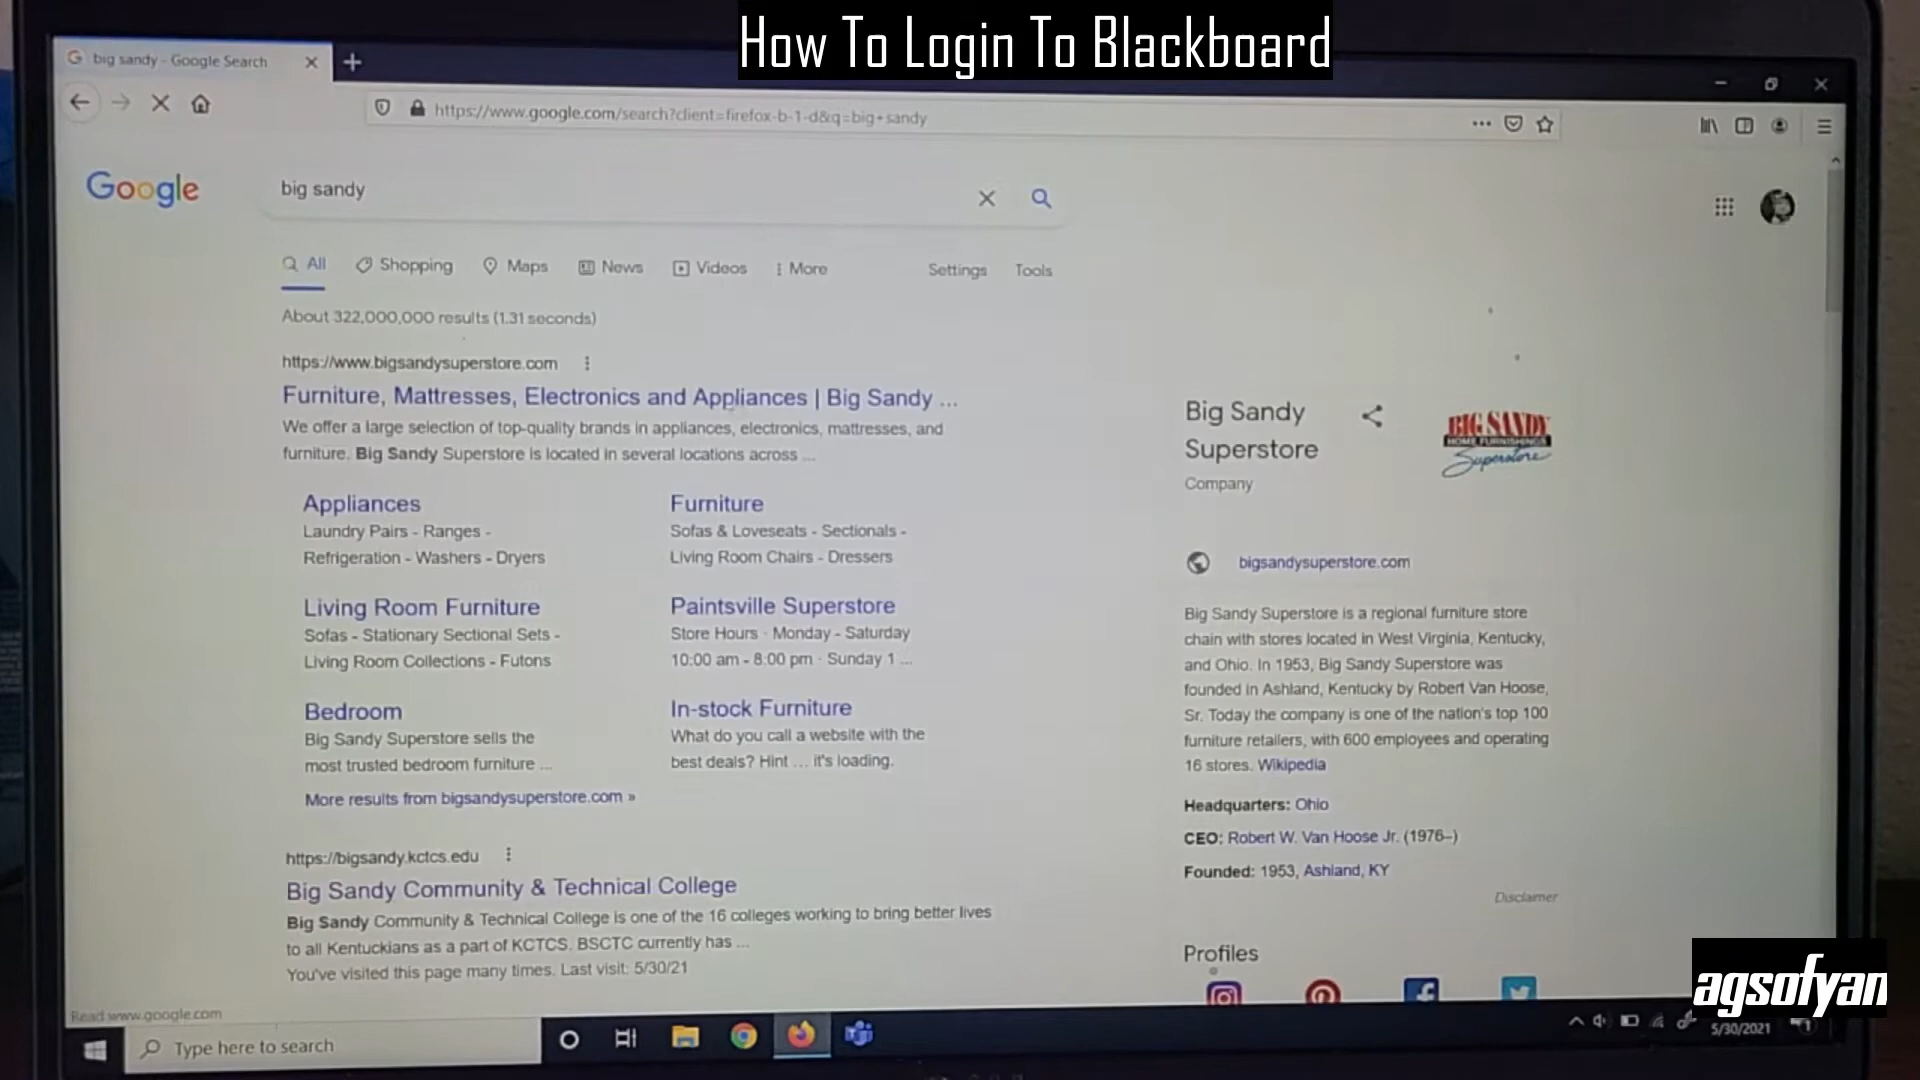 How To Login To Blackboard
big sandy - Google Search
https://www.google.com/search?client=firefox-b-1-d&q=big+sandy
Google
big sandy
All Shopping Maps News Videos More Settings Tools
About 322,000,000 results (1.31 seconds)
https://www.bigsandysuperstore.com
Furniture, Mattresses, Electronics and Appliances | Big Sandy ...
We offer a large selection of top-quality brands in appliances, electronics, mattresses, and
furniture. Big Sandy Superstore is located in several locations across ...
Appliances
Laundry Pairs - Ranges -
Refrigeration - Washers - Dryers
Furniture
Sofas & Loveseats - Sectionals -
Living Room Chairs - Dressers
Living Room Furniture
Sofas - Stationary Sectional Sets -
Living Room Collections - Futons
Paintsville Superstore
Store Hours · Monday - Saturday
10:00 am - 8:00 pm · Sunday 1 ...
Bedroom
Big Sandy Superstore sells the
most trusted bedroom furniture ...
In-stock Furniture
What do you call a website with the
best deals? Hint ... it's loading.
More results from bigsandysuperstore.com »
https://bigsandy.kctcs.edu
Big Sandy Community & Technical College
Big Sandy Community & Technical College is one of the 16 colleges working to bring better lives
to all Kentuckians as a part of KCTCS. BSCTC currently has ...
You've visited this page many times. Last visit: 5/30/21
Big Sandy
Superstore
Company
BIG SANDY
HOME FURNISHINGS
Superstore
bigsandysuperstore.com
Big Sandy Superstore is a regional furniture store
chain with stores located in West Virginia, Kentucky,
and Ohio. In 1953, Big Sandy Superstore was
founded in Ashland, Kentucky by Robert Van Hoose,
Sr. Today the company is one of the nation's top 100
furniture retailers, with 600 employees and operating
16 stores. Wikipedia
Headquarters: Ohio
CEO: Robert W. Van Hoose Jr. (1976–)
Founded: 1953, Ashland, KY
Disclaimer
Profiles
agsofyan
Read www.google.com
Type here to search
5/30/2021